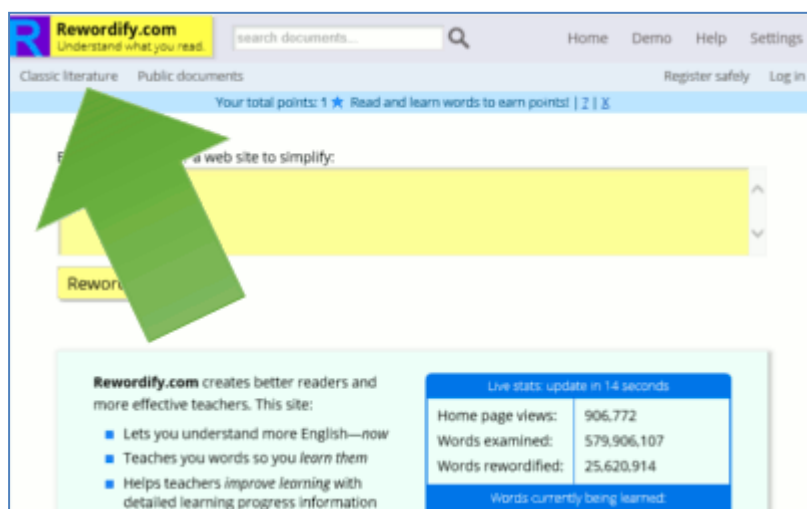 Rewordify.com
Understand what you read.
search documents...
Home Demo Help Settings
Classic literature Public documents
Register safely Log in
Your total points: 1 ★ Read and learn words to earn points! | ? | X
a web site to simplify:
Rewordify.com creates better readers and
more effective teachers. This site:
Lets you understand more English—now
Teaches you words so you learn them
Helps teachers improve learning with
detailed learning progress information
Live stats: update in 14 seconds
Home page views: 906,772
Words examined: 579,906,107
Words rewordified: 25,620,914
Words currently being learned: